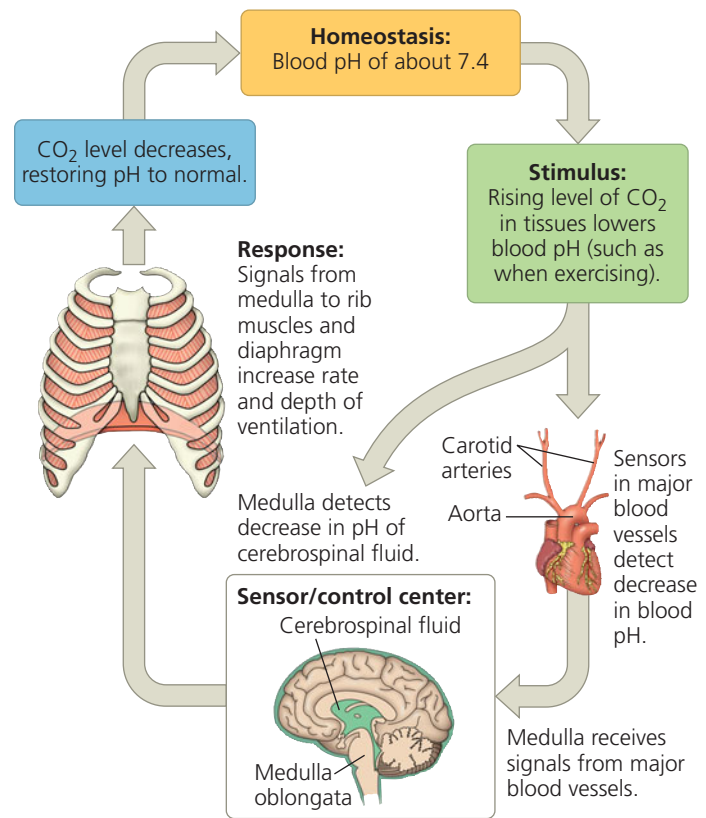 Homeostasis:
Blood pH of about 7.4
Stimulus:
Rising level of CO₂
in tissues lowers
blood pH (such as
when exercising).
Carotid
arteries
Aorta
Sensors
in major
blood
vessels
detect
decrease
in blood
pH.
Medulla detects
decrease in pH of
cerebrospinal fluid.
Medulla receives
signals from major
blood vessels.
Sensor/control center:
Cerebrospinal fluid
Medulla
oblongata
Response:
Signals from
medulla to rib
muscles and
diaphragm
increase rate
and depth of
ventilation.
CO₂ level decreases,
restoring pH to normal.